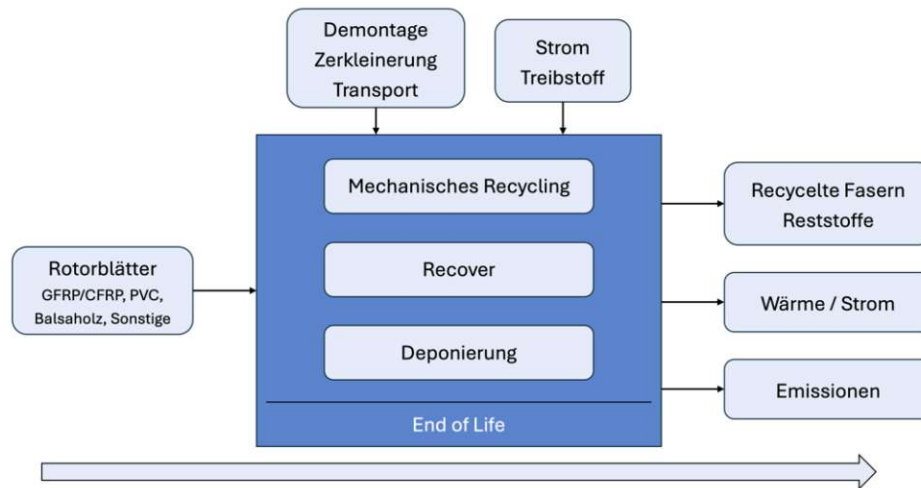 Demontage
Zerkleinerung
Transport
Strom
Treibstoff
Mechanisches Recycling
Recycelte Fasern
Reststoffe
Rotorblätter
GFRP/CFRP, PVC,
Balsaholz, Sonstige
Recover
Wärme / Strom
Deponierung
Emissionen
End of Life